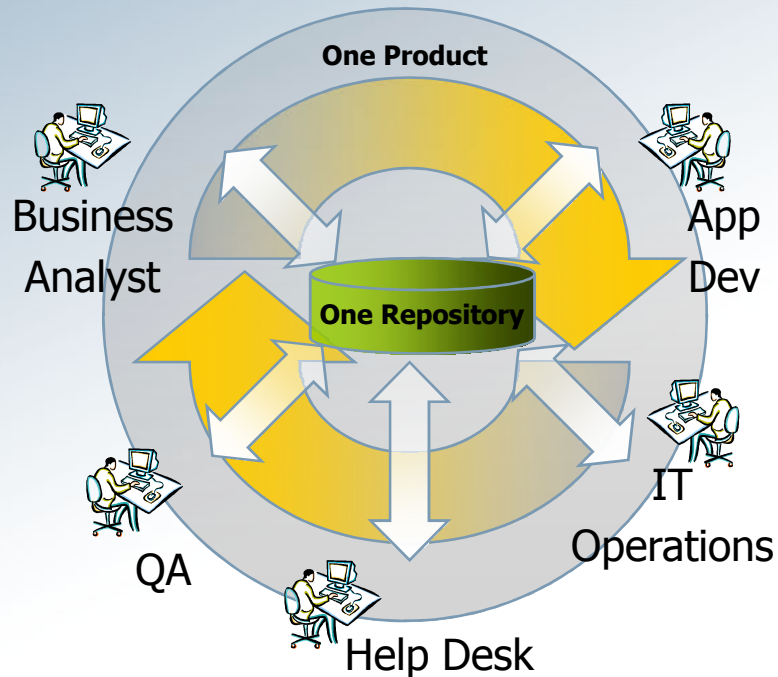 One Product
Business
Analyst
App
Dev
One Repository
IT
Operations
QA
Help Desk